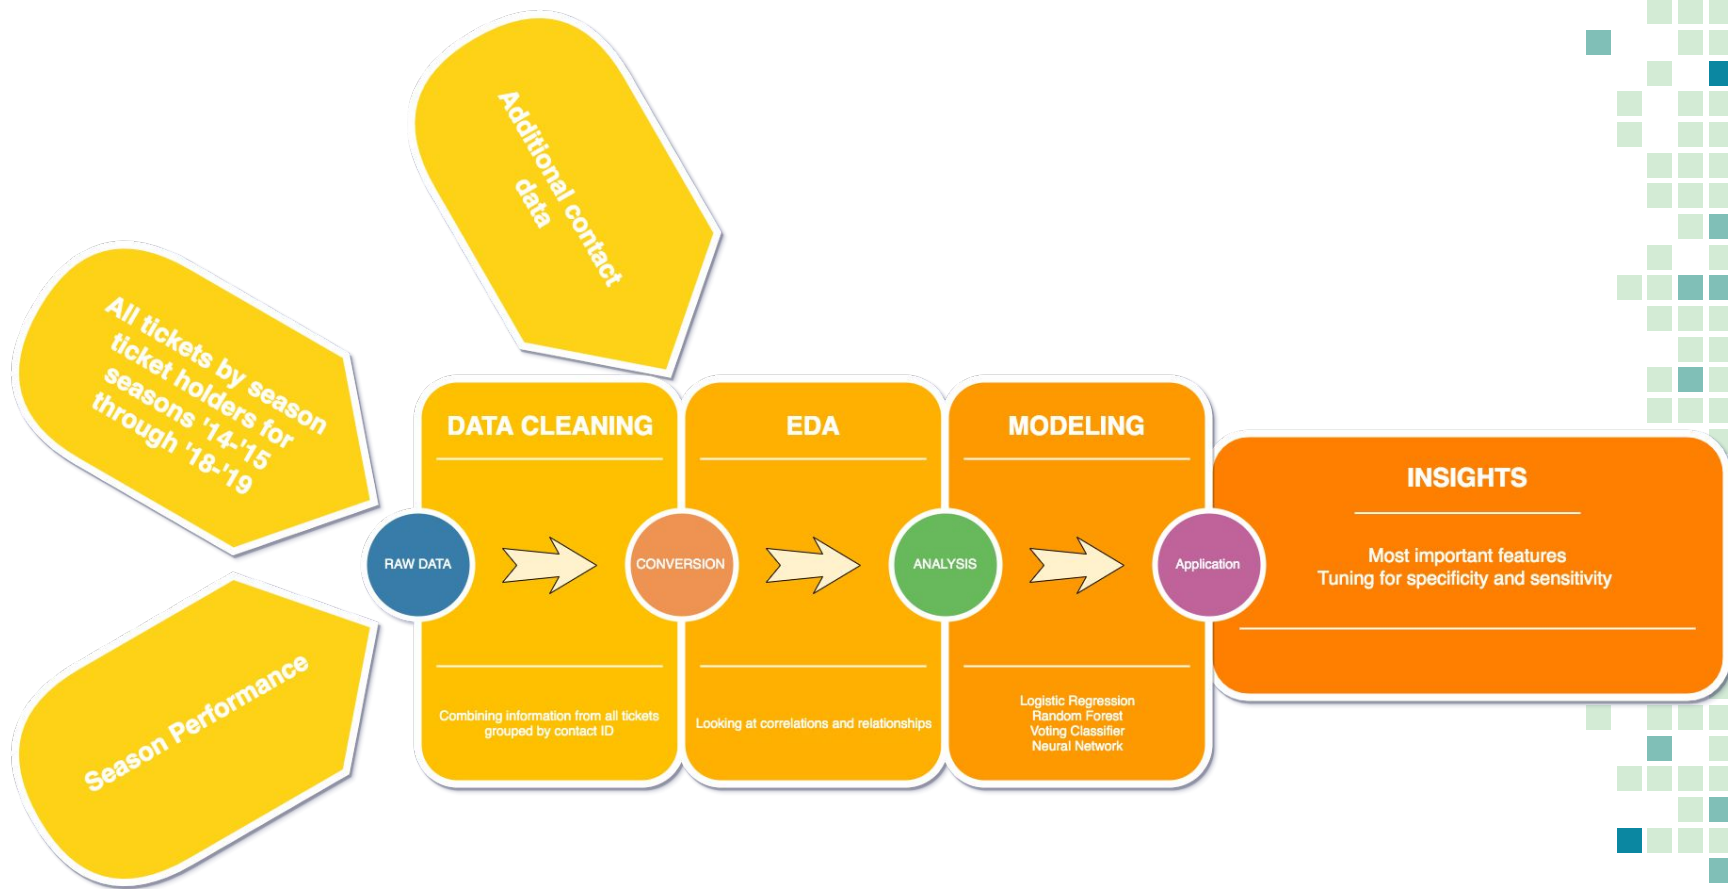 Additional contact
data
All tickets by season
ticket holders for
seasons '14-'15
through '18-'19
Season Performance
DATA CLEANING
EDA
MODELING
INSIGHTS
RAW DATA
CONVERSION
ANALYSIS
Application
Most important features
Tuning for specificity and sensitivity
Combining information from all tickets
grouped by contact ID
Looking at correlations and relationships
Logistic Regression
Random Forest
Voting Classifier
Neural Network